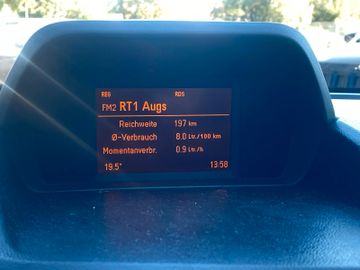 REG RDS
FM2 RT1 Augs
Reichweite 197 km
Ø-Verbrauch 8.0 Ltr/100 km
Momentanverbr. 0.9 Ltr/h
19.5° 13:58